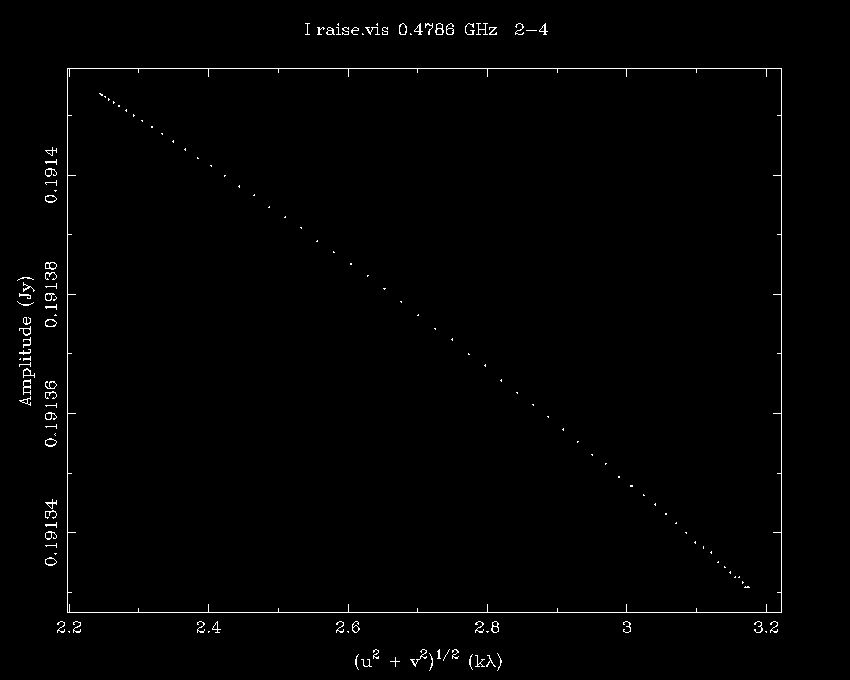 I raise.vis 0.4786 GHz 2−4
0.1914
0.19138
0.19136
0.19134
Amplitude (Jy)
2.2 2.4 2.6 2.8 3 3.2
(u² + v²)^1/2 (kλ)